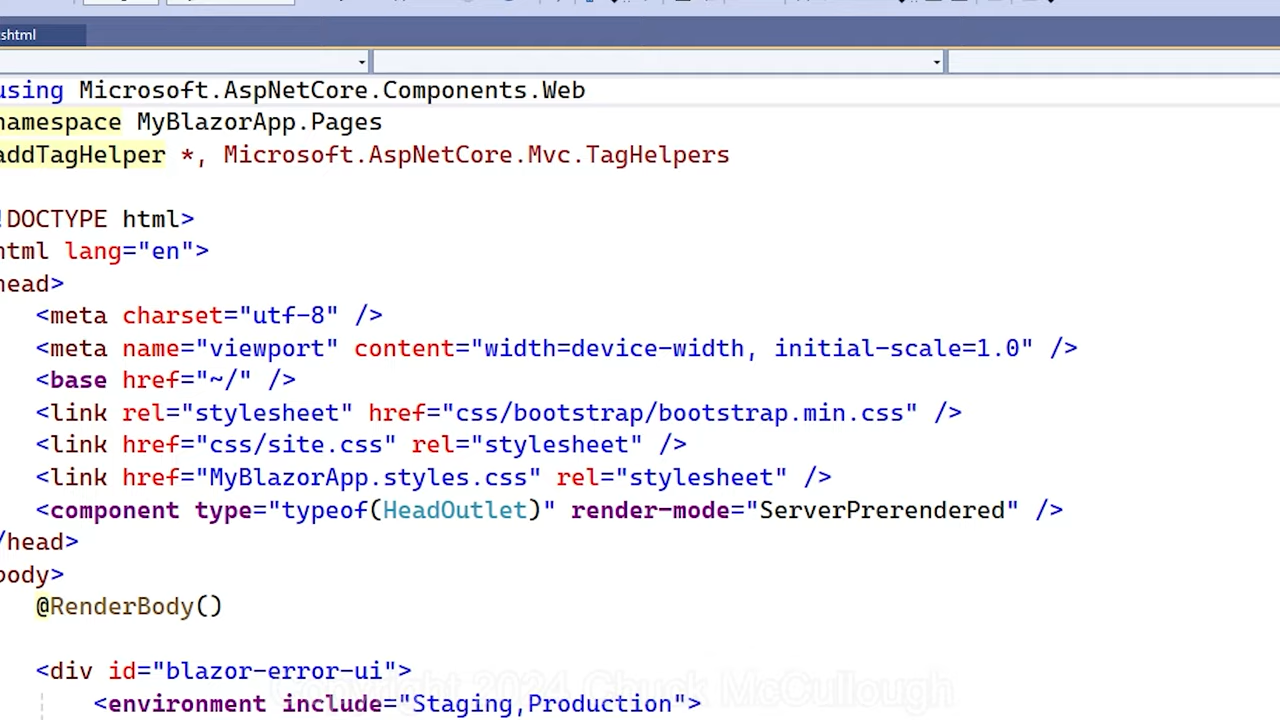 shtml
using Microsoft.AspNetCore.Components.Web
namespace MyBlazorApp.Pages
addTagHelper *, Microsoft.AspNetCore.Mvc.TagHelpers
!DOCTYPE html>
html lang="en">
head>
<meta charset="utf-8" />
<meta name="viewport" content="width=device-width, initial-scale=1.0" />
<base href="~/" />
<link rel="stylesheet" href="css/bootstrap/bootstrap.min.css" />
<link href="css/site.css" rel="stylesheet" />
<link href="MyBlazorApp.styles.css" rel="stylesheet" />
<component type="typeof(HeadOutlet)" render-mode="ServerPrerendered" />
/head>
body>
@RenderBody()
<div id="blazor-error-ui">
Copyright 2024 Chuck McCullough
<environment include="Staging,Production">